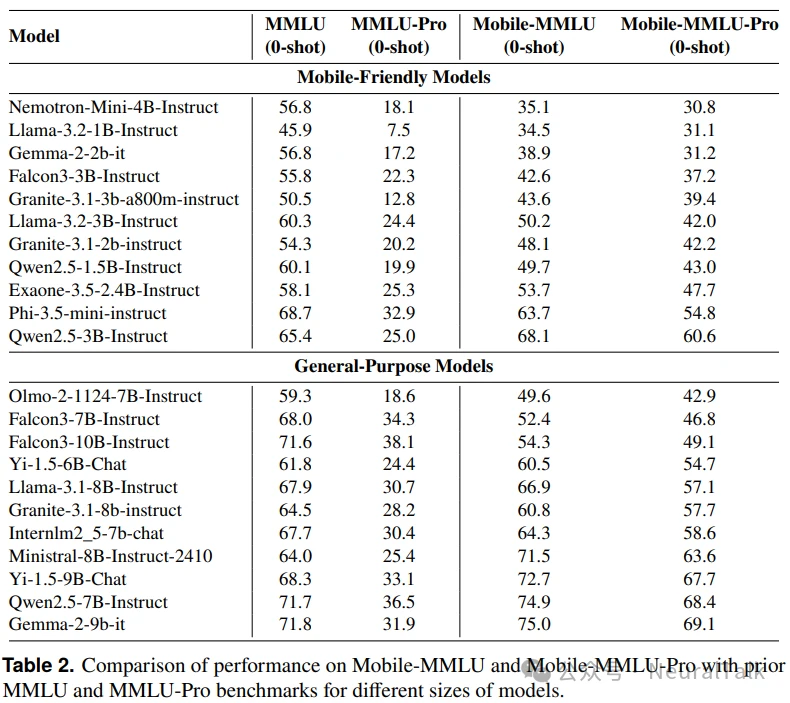 Model MMLU (0-shot) MMLU-Pro (0-shot) Mobile-MMLU (0-shot) Mobile-MMLU-Pro (0-shot)
Mobile-Friendly Models
Nemotron-Mini-4B-Instruct 56.8 18.1 35.1 30.8
Llama-3.2-1B-Instruct 45.9 7.5 34.5 31.1
Gemma-2-2b-it 56.8 17.2 38.9 31.2
Falcon3-3B-Instruct 55.8 22.3 42.6 37.2
Granite-3.1-3b-a800m-instruct 50.5 12.8 43.6 39.4
Llama-3.2-3B-Instruct 60.3 24.4 50.2 42.0
Granite-3.1-2b-instruct 54.3 20.2 48.1 42.2
Qwen2.5-1.5B-Instruct 60.1 19.9 49.7 43.0
Exaone-3.5-2.4B-Instruct 58.1 25.3 53.7 47.7
Phi-3.5-mini-instruct 68.7 32.9 63.7 54.8
Qwen2.5-3B-Instruct 65.4 25.0 68.1 60.6
General-Purpose Models
Olmo-2-1124-7B-Instruct 59.3 18.6 49.6 42.9
Falcon3-7B-Instruct 68.0 34.3 52.4 46.8
Falcon3-10B-Instruct 71.6 38.1 54.3 49.1
Yi-1.5-6B-Chat 61.8 24.4 60.5 54.7
Llama-3.1-8B-Instruct 67.9 30.7 66.9 57.1
Granite-3.1-8b-instruct 64.5 28.2 60.8 57.7
Internlm2_5-7b-chat 67.7 30.4 64.3 58.6
Ministral-8B-Instruct-2410 64.0 25.4 71.5 63.6
Yi-1.5-9B-Chat 68.3 33.1 72.7 67.7
Qwen2.5-7B-Instruct 71.7 36.5 74.9 68.4
Gemma-2-9b-it 71.8 31.9 75.0 69.1
Table 2. Comparison of performance on Mobile-MMLU and Mobile-MMLU-Pro with prior
MMLU and MMLU-Pro benchmarks for different sizes of models.
公众号 · NeuralTalk